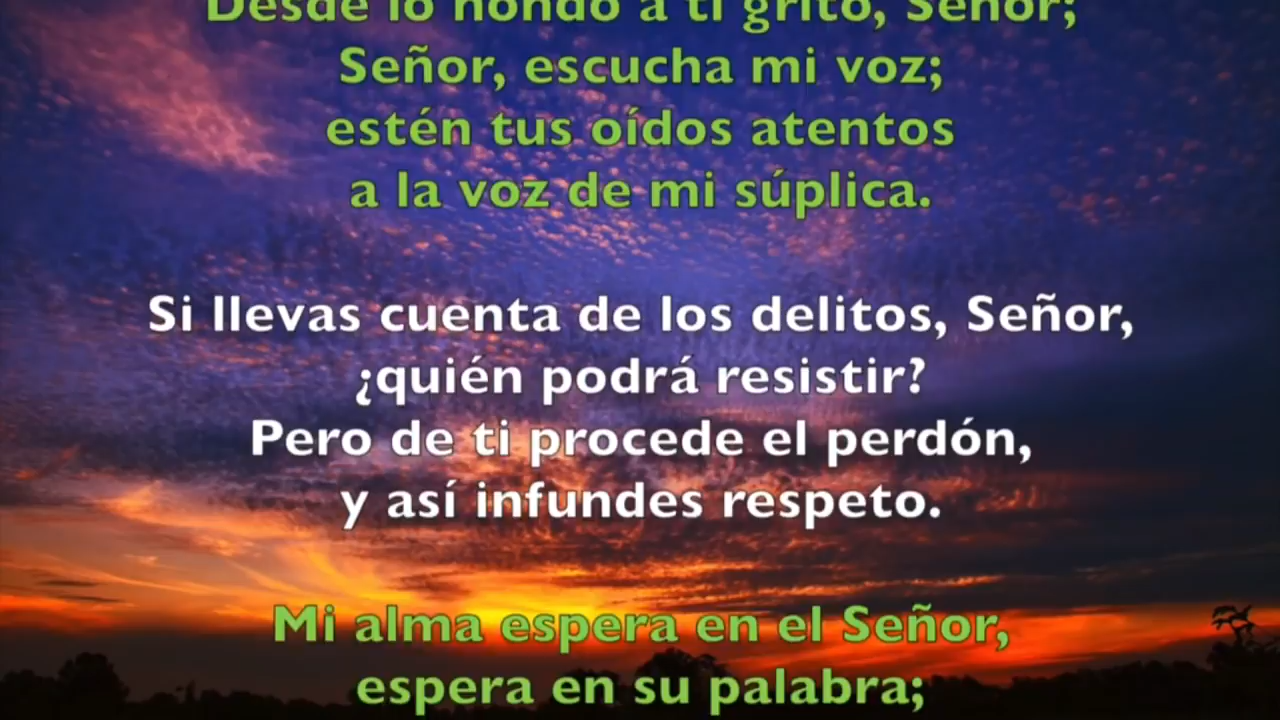 Desde lo hondo a ti grito, Señor;
Señor, escucha mi voz;
estén tus oídos atentos
a la voz de mi súplica.
Si llevas cuenta de los delitos, Señor,
¿quién podrá resistir?
Pero de ti procede el perdón,
y así infundes respeto.
Mi alma espera en el Señor,
espera en su palabra;